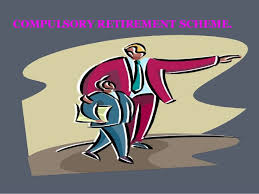 COMPULSORY RETIREMENT SCHEME.